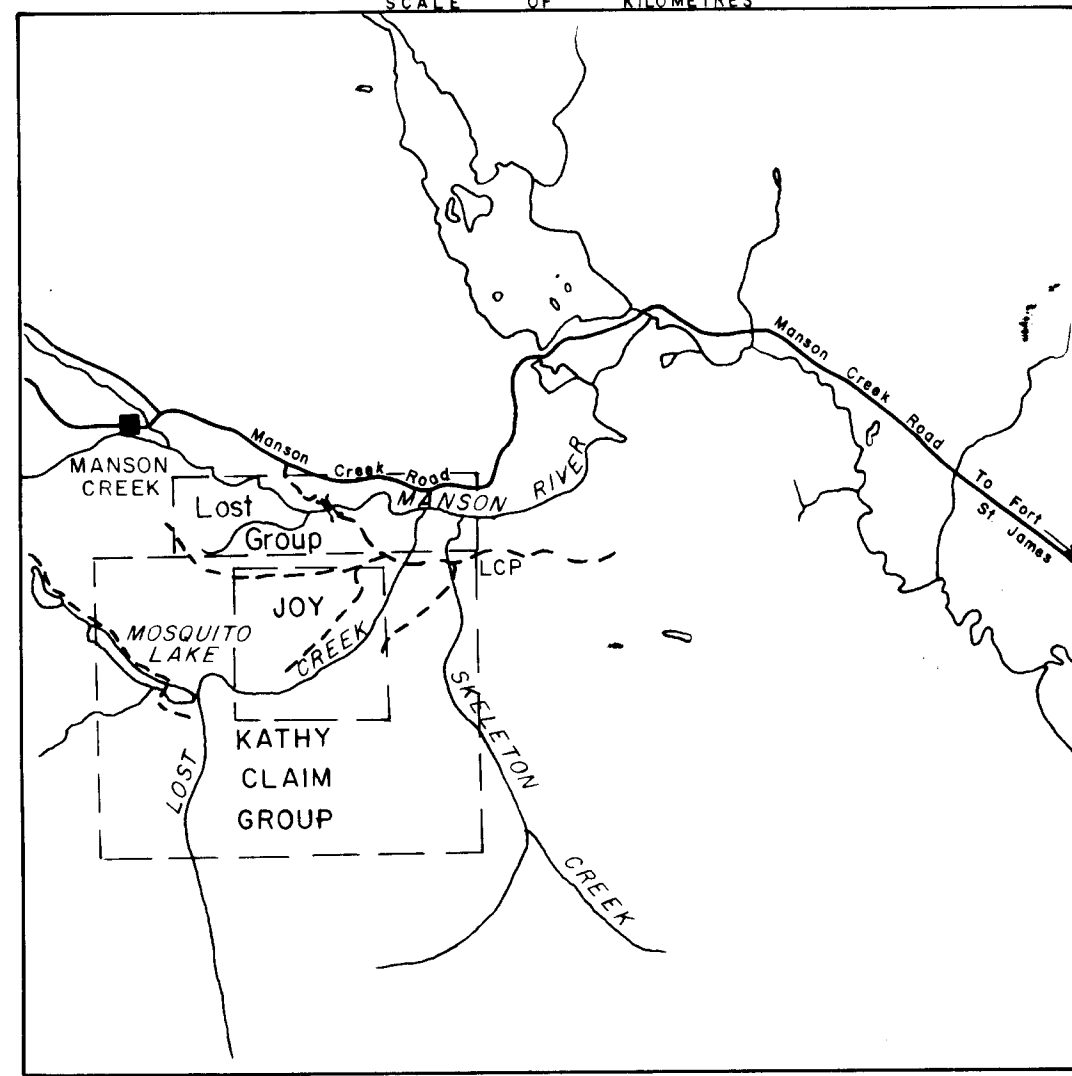 SCALE OF KILOMETRES
Manson Creek Road
To Fort
St. James
MANSON
CREEK
Manson Creek Road
MANSON RIVER
Lost
Group
LCP
JOY
MOSQUITO
LAKE
CREEK
LOST
KATHY
CLAIM
GROUP
SKELETON
CREEK